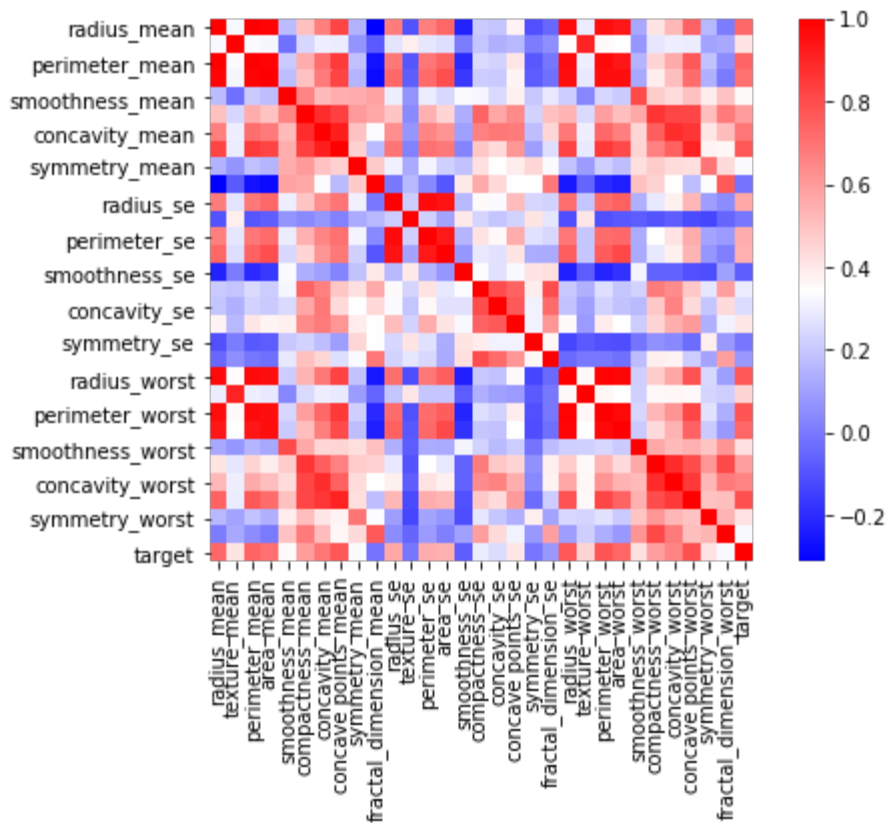 radius_mean
perimeter_mean
smoothness_mean
concavity_mean
symmetry_mean
radius_se
perimeter_se
smoothness_se
concavity_se
symmetry_se
radius_worst
perimeter_worst
smoothness_worst
concavity_worst
symmetry_worst
target
1.0
0.8
0.6
0.4
0.2
0.0
−0.2
radius_mean
texture_mean
perimeter_mean
area_mean
smoothness_mean
compactness_mean
concavity_mean
concave points_mean
symmetry_mean
fractal_dimension_mean
radius_se
texture_se
perimeter_se
area_se
smoothness_se
compactness_se
concavity_se
concave points_se
symmetry_se
fractal_dimension_se
radius_worst
texture_worst
perimeter_worst
area_worst
smoothness_worst
compactness_worst
concavity_worst
concave points_worst
symmetry_worst
fractal_dimension_worst
target